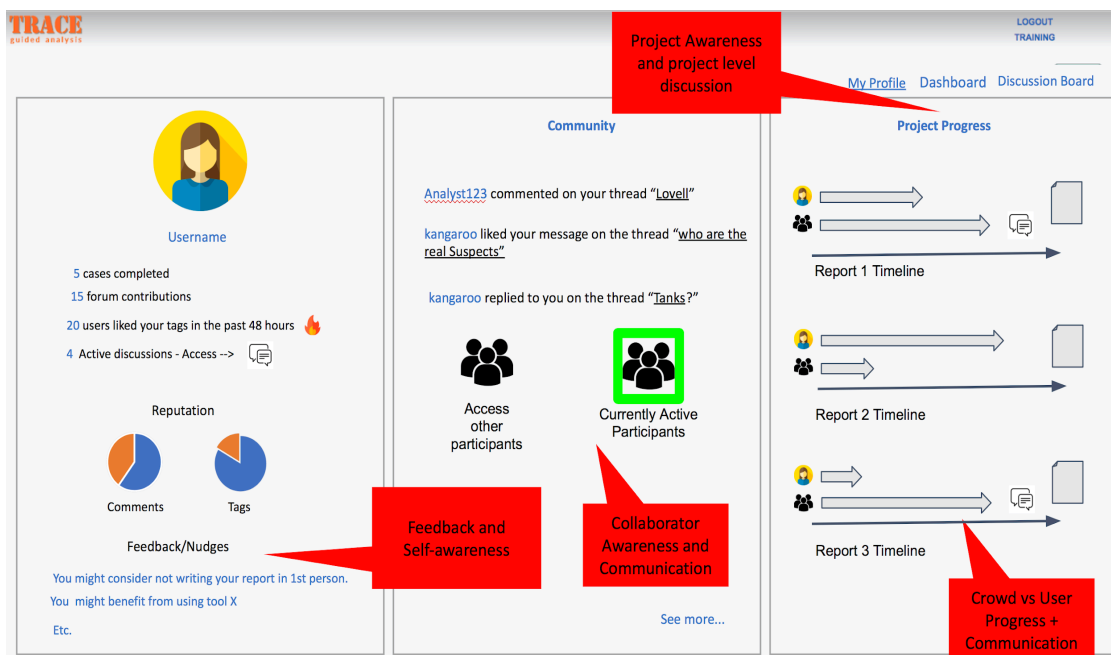 TRACE
guided analysis
LOGOUT
TRAINING
Project Awareness
and project level
discussion
My Profile Dashboard Discussion Board
Username
5 cases completed
15 forum contributions
20 users liked your tags in the past 48 hours
4 Active discussions - Access -->
Reputation
Comments
Tags
Feedback/Nudges
You might consider not writing your report in 1st person.
You might benefit from using tool X
Etc.
Feedback and
Self-awareness
Community
Analyst123 commented on your thread “Lovell”
kangaroo liked your message on the thread “who are the
real Suspects”
kangaroo replied to you on the thread “Tanks?”
Access
other
participants
Currently Active
Participants
Collaborator
Awareness and
Communication
See more...
Project Progress
Report 1 Timeline
Report 2 Timeline
Report 3 Timeline
Crowd vs User
Progress +
Communication